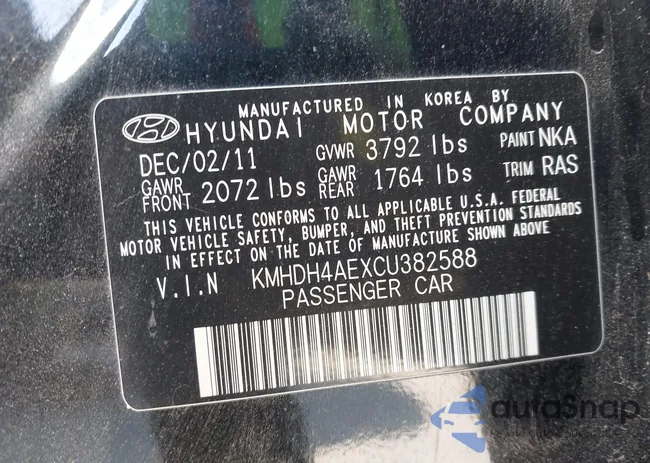 MANUFACTURED IN KOREA BY
HYUNDAI MOTOR COMPANY
DEC/02/11 GVWR 3792 lbs PAINT NKA
GAWR FRONT 2072 lbs GAWR REAR 1764 lbs TRIM RAS
THIS VEHICLE CONFORMS TO ALL APPLICABLE U.S.A. FEDERAL
MOTOR VEHICLE SAFETY, BUMPER, AND THEFT PREVENTION STANDARDS
IN EFFECT ON THE DATE OF MANUFACTURE SHOWN ABOVE
V.I.N KMHDH4AEXCU382588
PASSENGER CAR
autoSnap